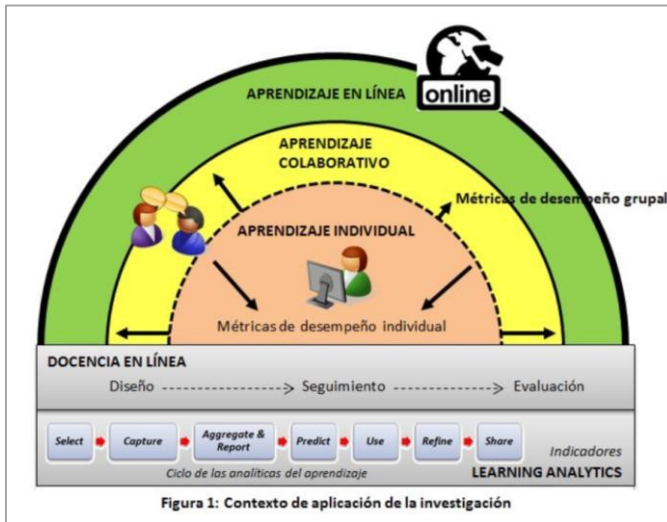 APRENDIZAJE EN LÍNEA
online
APRENDIZAJE
COLABORATIVO
Métricas de desempeño grupal
APRENDIZAJE INDIVIDUAL
Métricas de desempeño individual
DOCENCIA EN LÍNEA
Diseño Seguimiento Evaluación
Select Capture Aggregate & Report Predict Use Refine Share
Indicadores
Ciclo de las analíticas del aprendizaje LEARNING ANALYTICS
Figura 1: Contexto de aplicación de la investigación